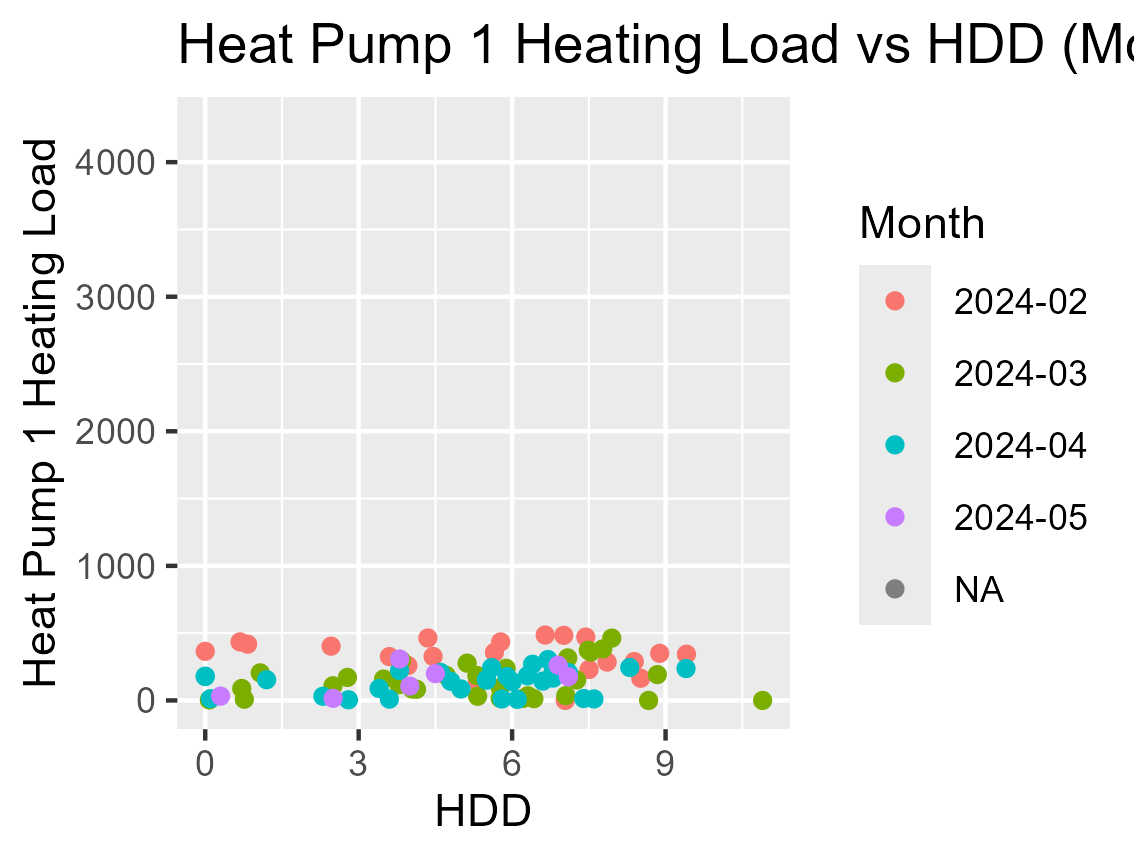 Heat Pump 1 Heating Load vs HDD (Mo
Heat Pump 1 Heating Load
4000
3000
2000
1000
0
0 3 6 9
HDD
Month
2024-02
2024-03
2024-04
2024-05
NA